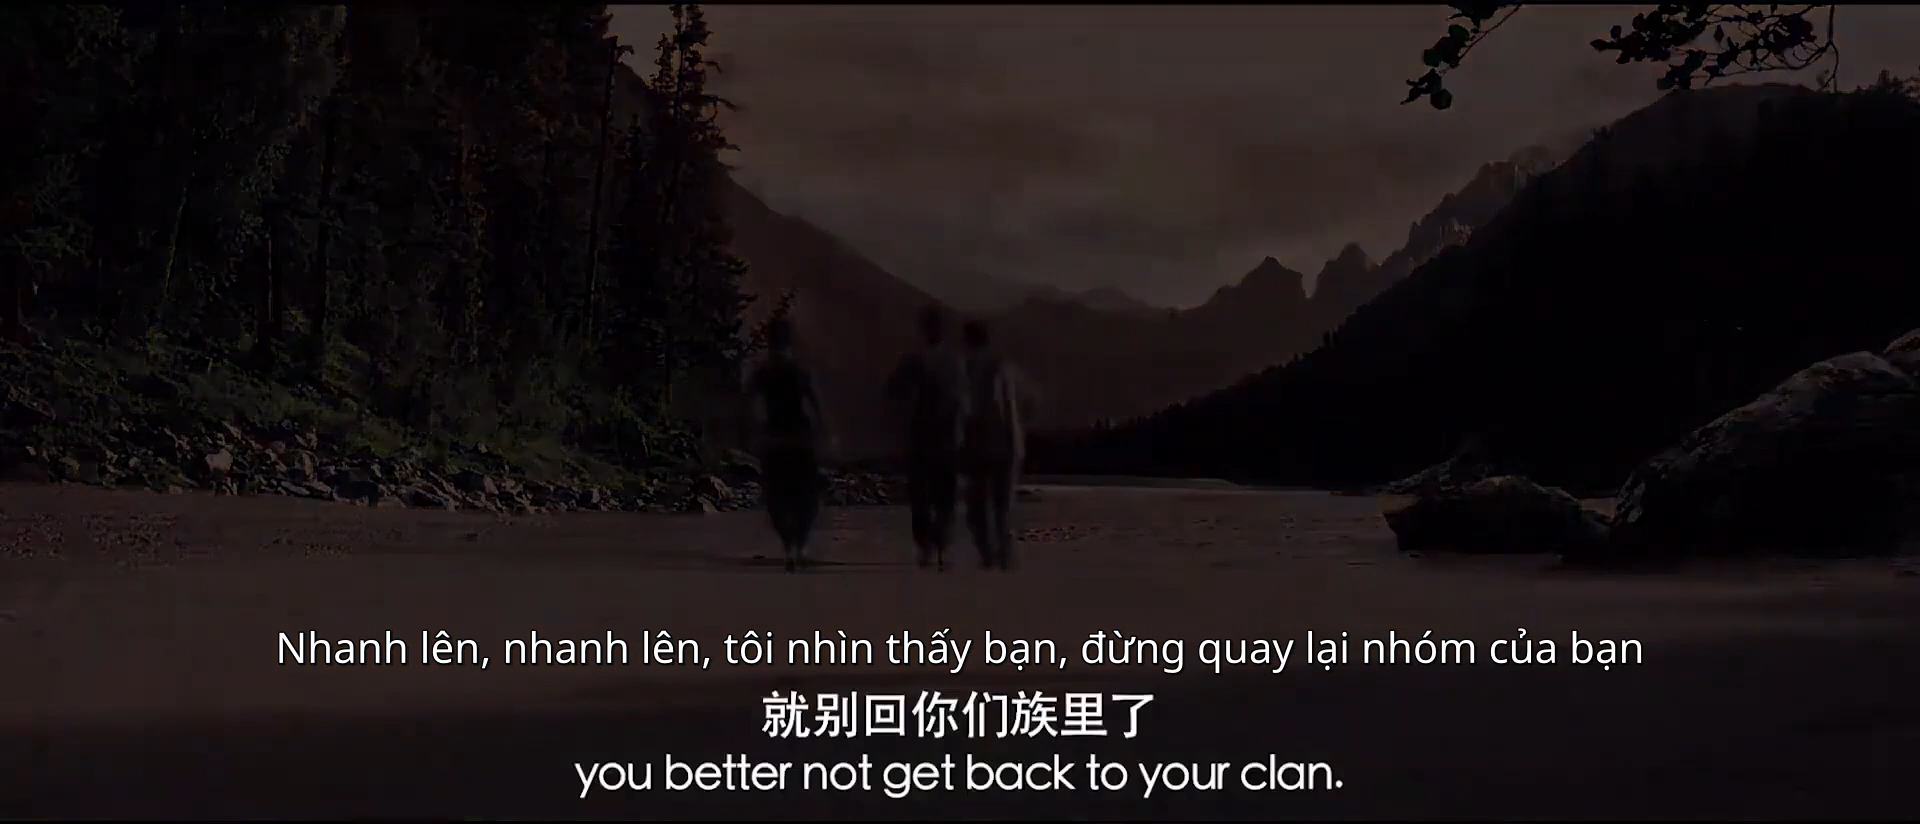 Nhanh lên, nhanh lên, tôi nhìn thấy bạn, đừng quay lại nhóm của bạn
就别回你们族里了
you better not get back to your clan.